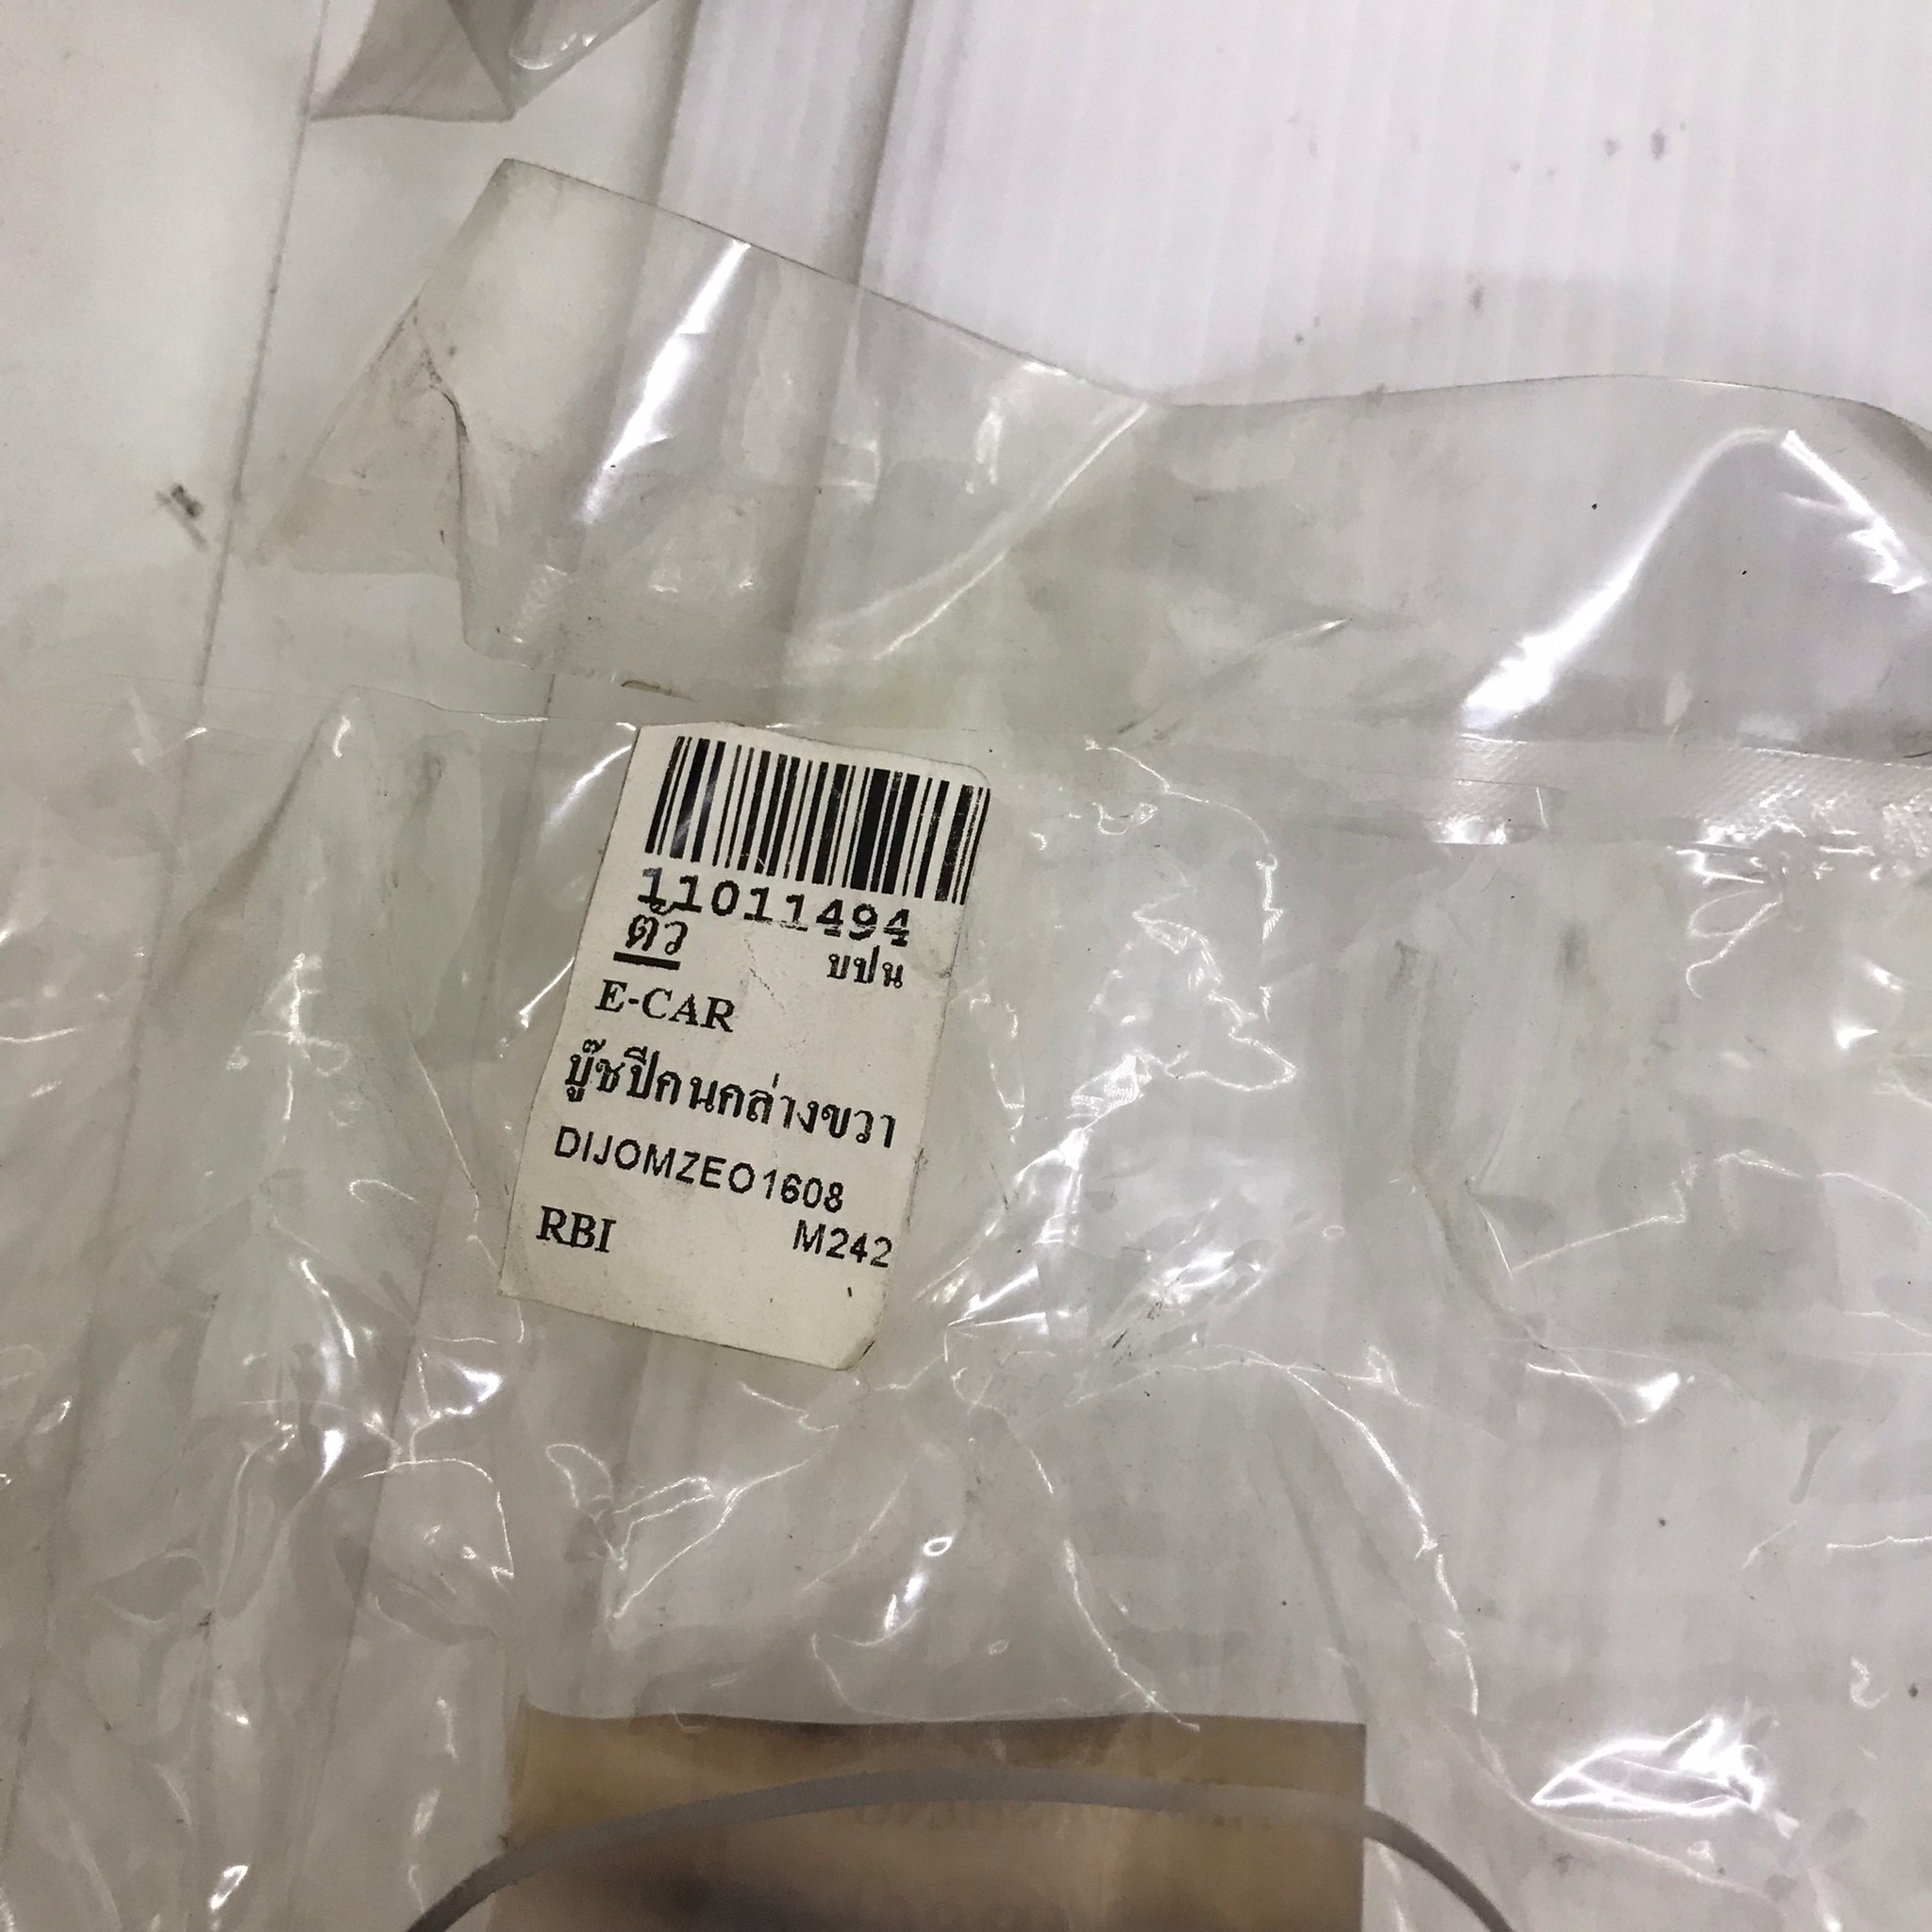 11011494
ตัว บปน
E-CAR
บู๊ชปีกนกล่างขวา
DIJOMZEO1608
RBI M242